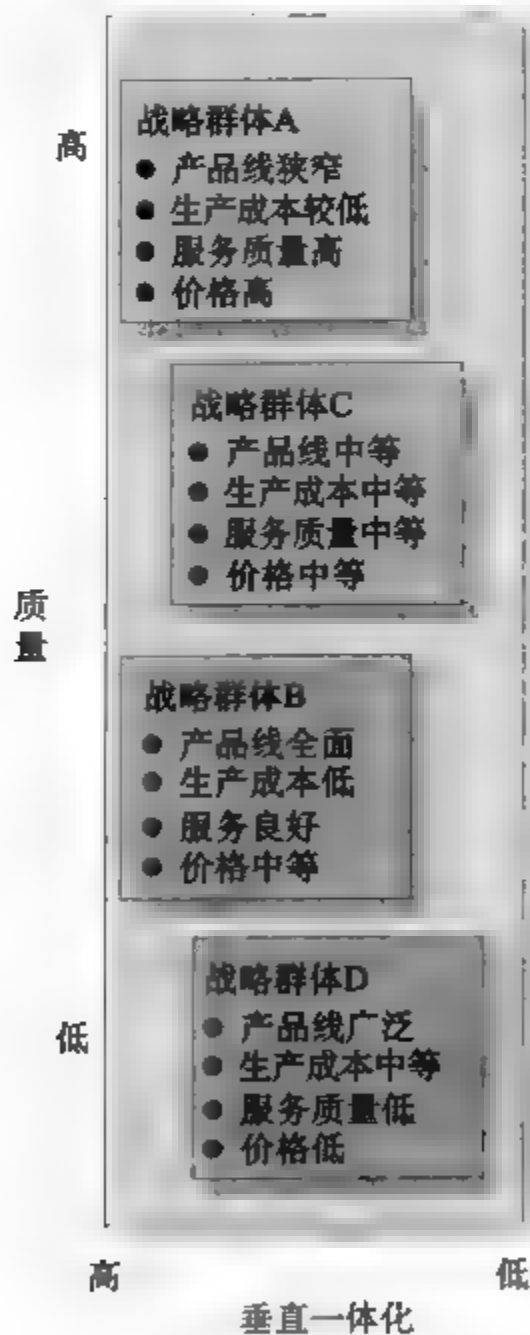 高
战略群体A
● 产品线狭窄
● 生产成本较低
● 服务质量高
● 价格高
战略群体C
● 产品线中等
● 生产成本中等
● 服务质量中等
● 价格中等
质
量
战略群体B
● 产品线全面
● 生产成本低
● 服务良好
● 价格中等
战略群体D
● 产品线广泛
● 生产成本中等
● 服务质量低
● 价格低
低
高
低
垂直一体化